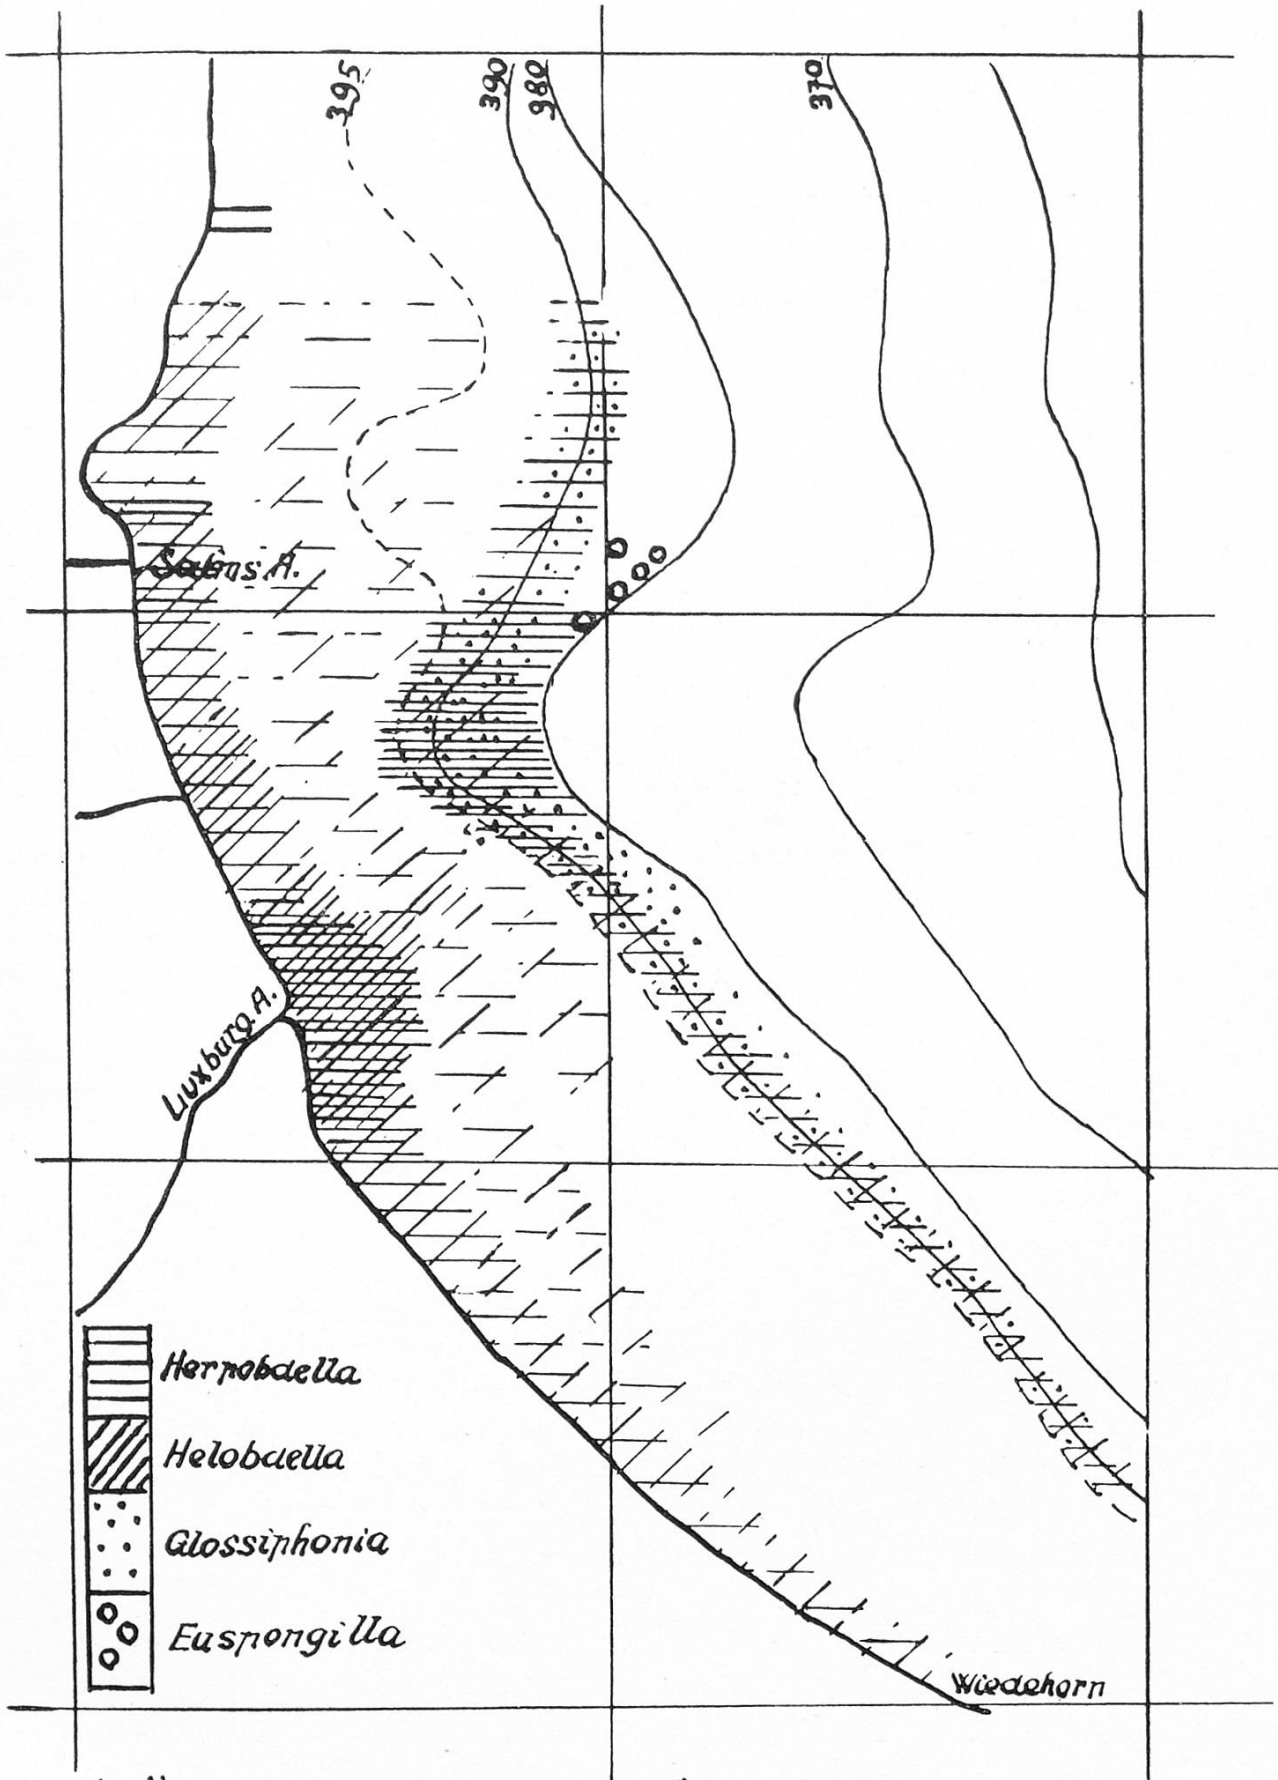 395
390
380
370
Salms A.
Luxburg A.
Herpobdella
Helobdella
Glossiphonia
Euspongilla
Wiedehorn